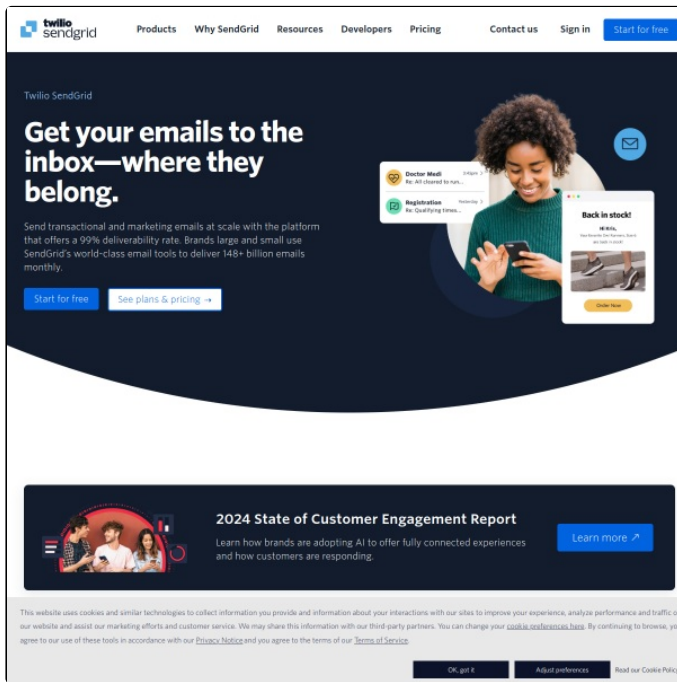 twilio
sendgrid
Products Why SendGrid Resources Developers Pricing Contact us Sign in Start for free
Twilio SendGrid
Get your emails to the
inbox—where they
belong.
Send transactional and marketing emails at scale with the platform
that offers a 99% deliverability rate. Brands large and small use
SendGrid's world-class email tools to deliver 148+ billion emails
monthly.
Start for free See plans & pricing →
Doctor Medi
Re: All cleared to run...
Registration Yesterday >
Re: Qualifying times...
Back in stock!
Hi Kris,
are back in stock!
Order Now
2024 State of Customer Engagement Report
Learn how brands are adopting AI to offer fully connected experiences
and how customers are responding.
Learn more ↗
This website uses cookies and similar technologies to collect information you provide and information about your interactions with our sites to improve your experience, analyze performance and traffic o
our website and assist our marketing efforts and customer service. We may share this information with our third-party partners. You can change your cookie preferences here. By continuing to browse, yo
agree to our use of these tools in accordance with our Privacy Notice and you agree to the terms of our Terms of Service.
OK, got it Adjust preferences Read our Cookie Policy